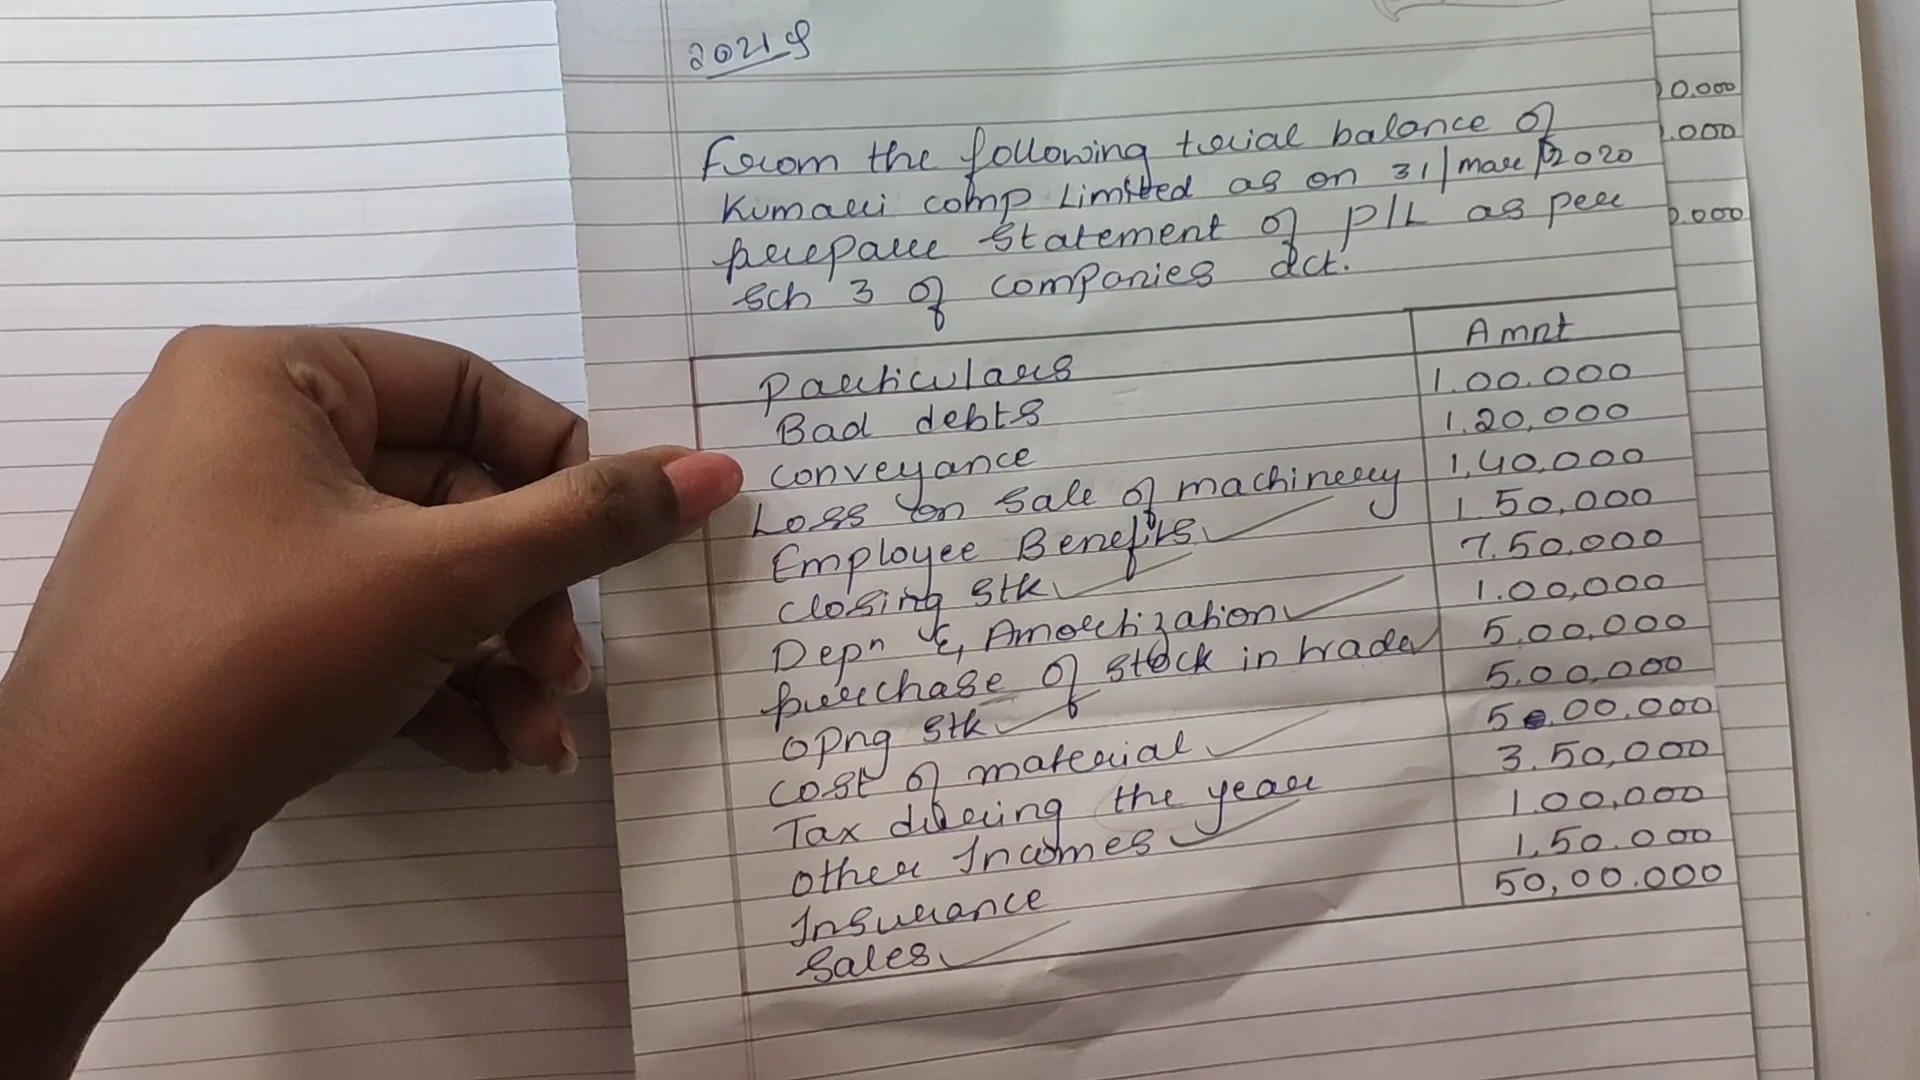 2021 S
From the following trial balance of
Kumari comp Limited as on 31/mar/2020
prepare statement of P/L as per
Sch 3 of companies Act.
Particulars Amnt
Bad debts 1.00.000
Conveyance 1.20,000
Loss on sale of machinery 1,40.000
Employee Benefits 1 50,000
Closing stk 7.50.000
Depn & Amortization 1.00,000
purchase of stock in trade 5.00,000
opng stk 5.00,000
Cost of material 5.00.000
Tax during the year 3.50,000
Other Incomes 1.00,000
Insurance 1,50.000
Sales 50,00.000
0.000
.000
0.000